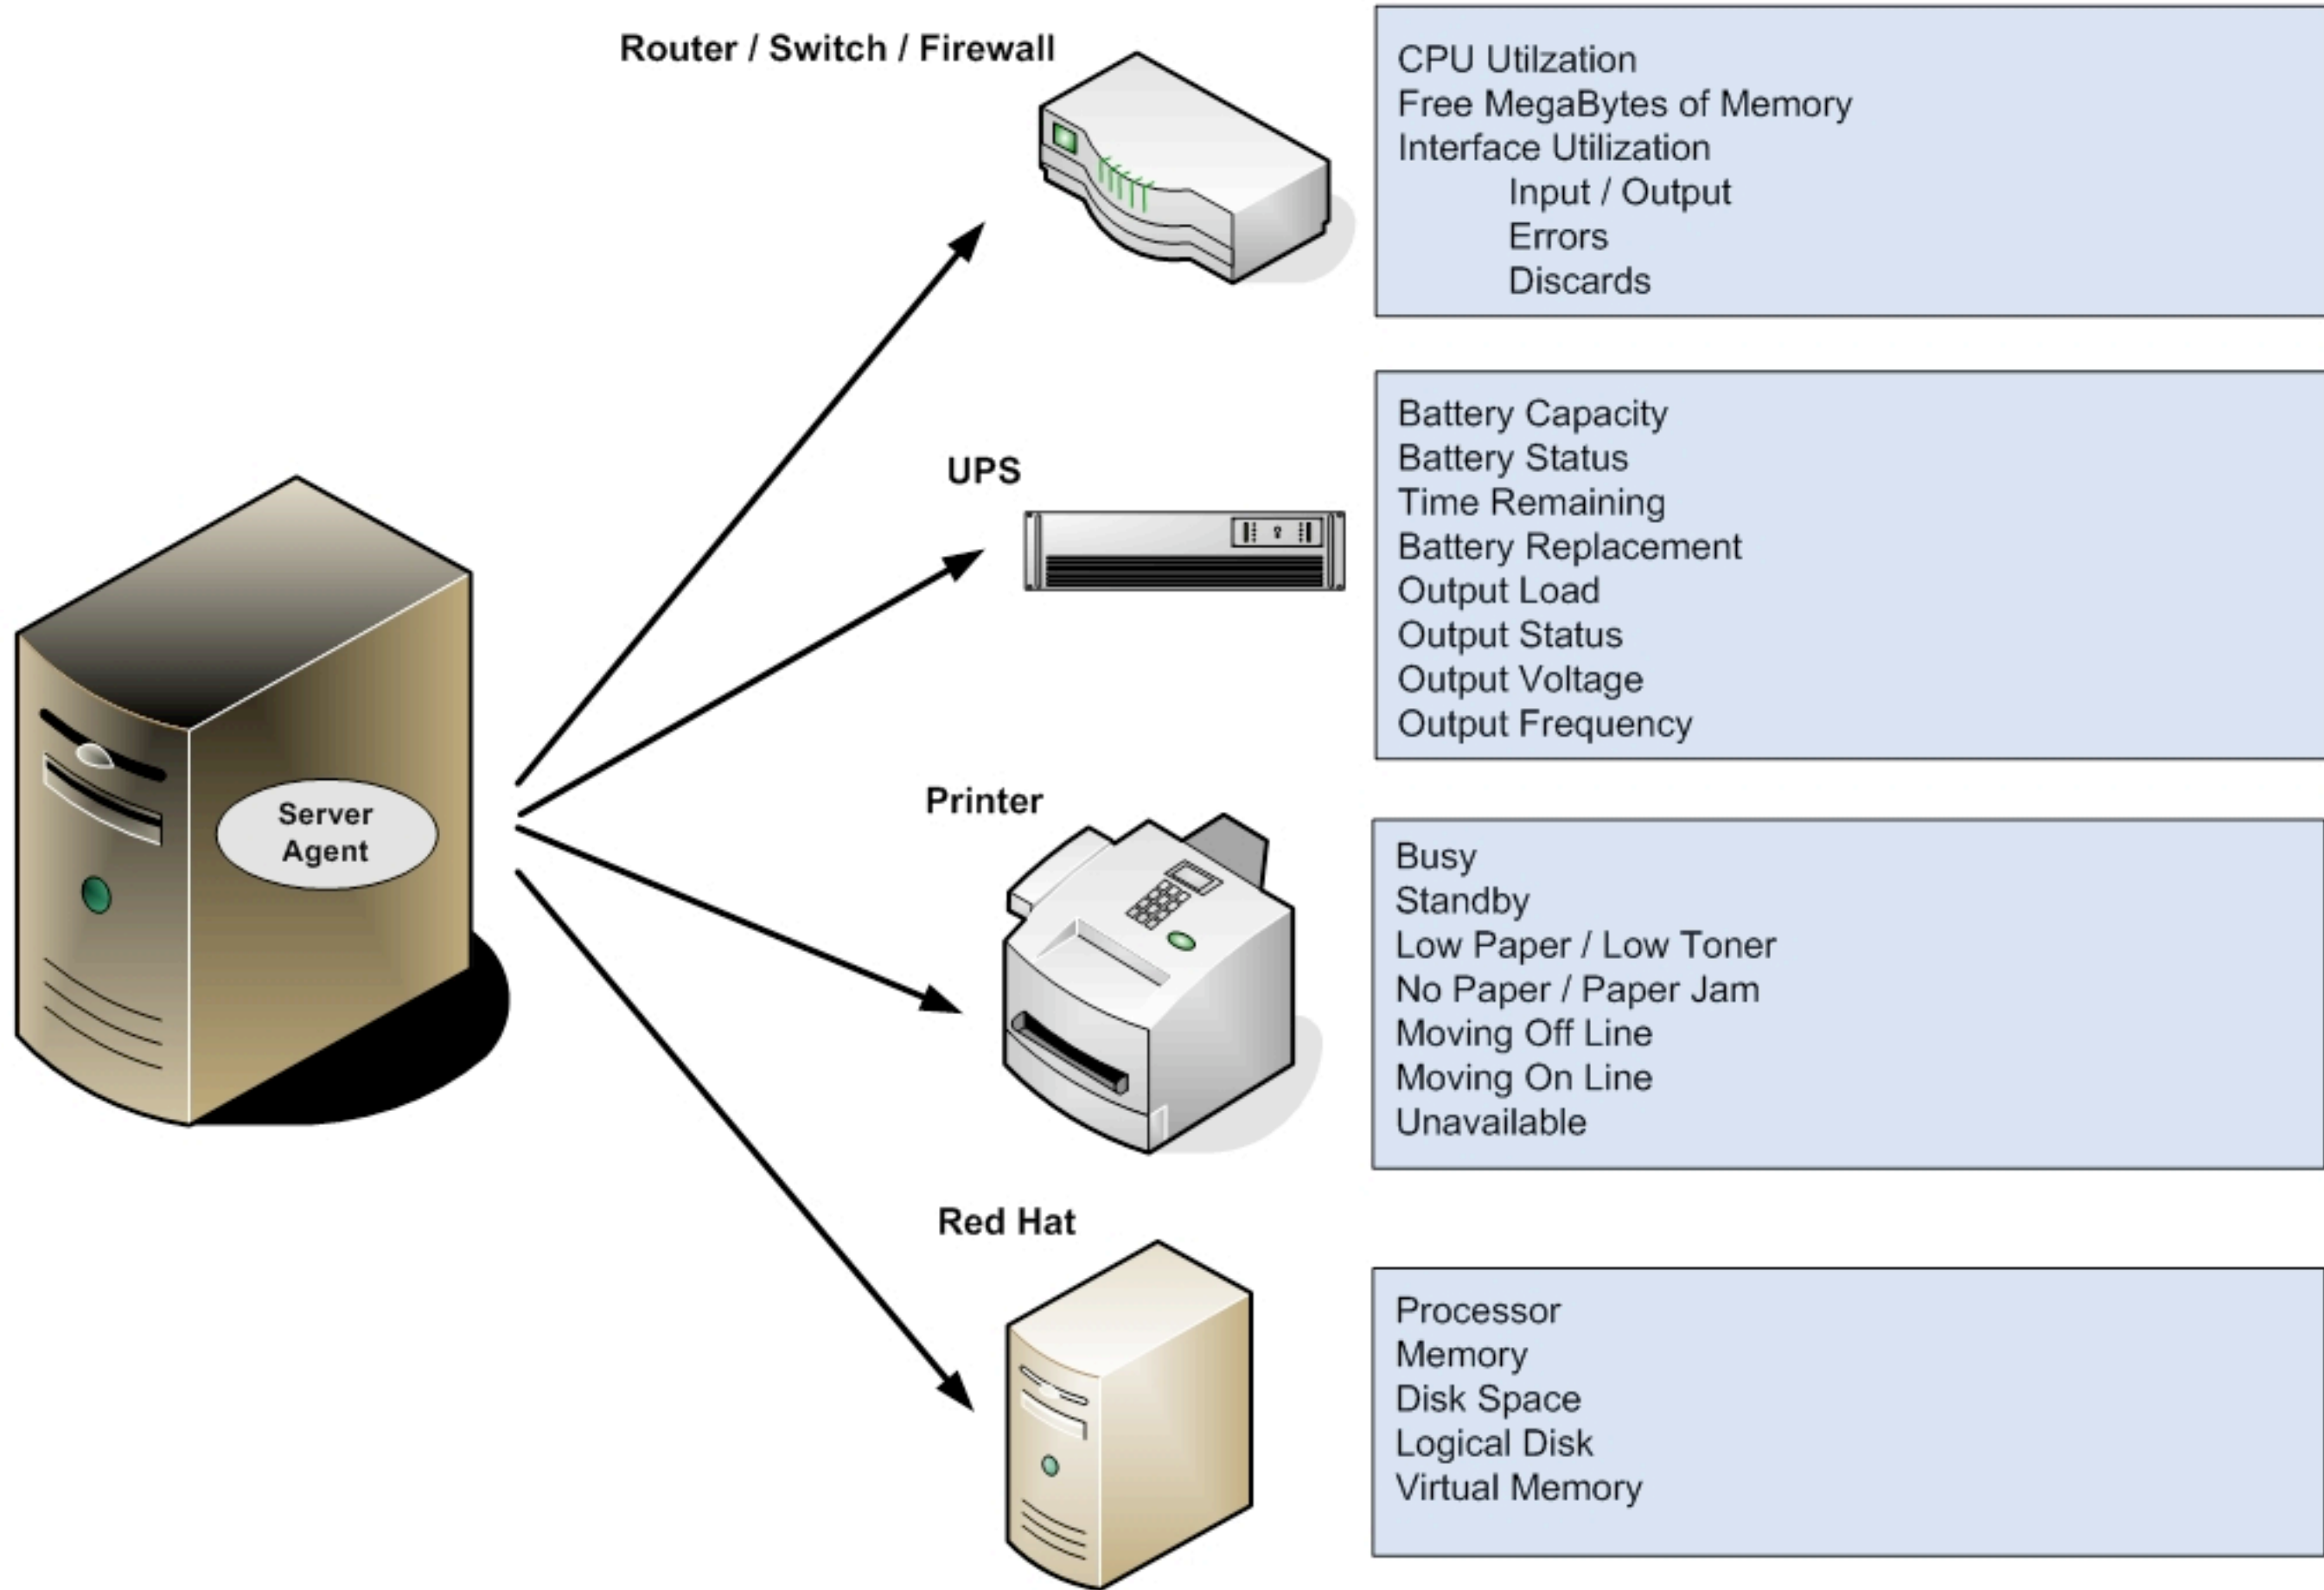 Router / Switch / Firewall
CPU Utilzation
Free MegaBytes of Memory
Interface Utilization
Input / Output
Errors
Discards
UPS
Battery Capacity
Battery Status
Time Remaining
Battery Replacement
Output Load
Output Status
Output Voltage
Output Frequency
Server
Agent
Printer
Busy
Standby
Low Paper / Low Toner
No Paper / Paper Jam
Moving Off Line
Moving On Line
Unavailable
Red Hat
Processor
Memory
Disk Space
Logical Disk
Virtual Memory